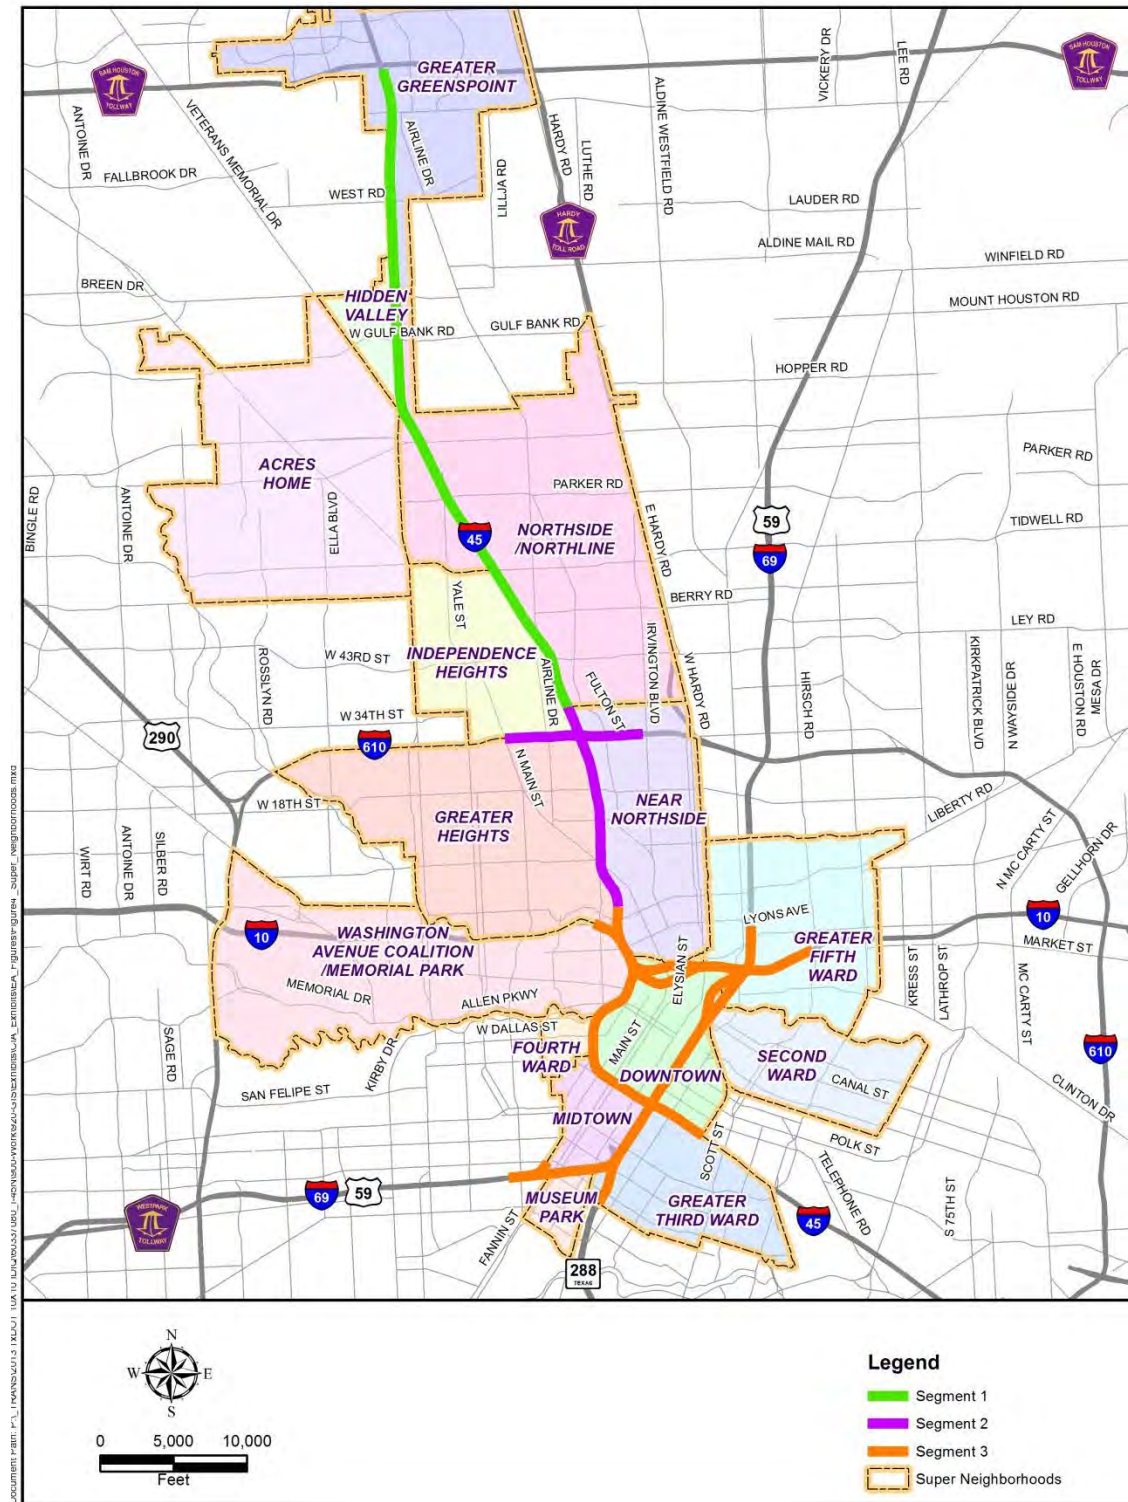 VICKERY DR
LEE RD
SAM HOUSTON
TOLLWAY
SAM HOUSTON
TOLLWAY
GREATER
GREENSPOINT
ANTOINE DR
VETERANS MEMORIAL DR
AIRLINE DR
HARDY RD
LUTHE RD
ALDINE WESTFIELD RD
FALLBROOK DR
WEST RD
LILLJA RD
LAUDER RD
HARDY
TOLL ROAD
ALDINE MAIL RD
WINFIELD RD
BREEN DR
HIDDEN
VALLEY
MOUNT HOUSTON RD
W GULF BANK RD
GULF BANK RD
HOPPER RD
ACRES
HOME
PARKER RD
PARKER RD
BINGLE RD
ANTOINE DR
ELLA BLVD
45
NORTHSIDE
/NORTHLINE
E HARDY RD
59
69
TIDWELL RD
YALE ST
BERRY RD
LEY RD
W 43RD ST
INDEPENDENCE
HEIGHTS
ROSSLYN RD
AIRLINE DR
FULTON ST
IRVINGTON BLVD
W HARDY RD
HIRSCH RD
KIRKPATRICK BLVD
N WAYSIDE DR
E HOUSTON RD
MESA DR
W 34TH ST
290
610
N MAIN ST
W 18TH ST
GREATER
HEIGHTS
NEAR
NORTHSIDE
LIBERTY RD
N MC CARTY ST
GELLHORN DR
WIRT RD
ANTOINE DR
SILBER RD
LYONS AVE
10
10
WASHINGTON
AVENUE COALITION
/MEMORIAL PARK
ELYSIAN ST
GREATER
FIFTH
WARD
MARKET ST
KRESS ST
LATHROP ST
MC CARTY ST
MEMORIAL DR
ALLEN PKWY
W DALLAS ST
MAIN ST
SAGE RD
KIRBY DR
FOURTH
WARD
DOWNTOWN
SECOND
WARD
CANAL ST
610
SAN FELIPE ST
CLINTON DR
MIDTOWN
SCOTT ST
POLK ST
TELEPHONE RD
S 75TH ST
69
59
MUSEUM
PARK
GREATER
THIRD WARD
45
WESTPARK
TOLLWAY
FANNIN ST
288
TEXAS
N
W
E
S
0 5,000 10,000
Feet
Legend
Segment 1
Segment 2
Segment 3
Super Neighborhoods